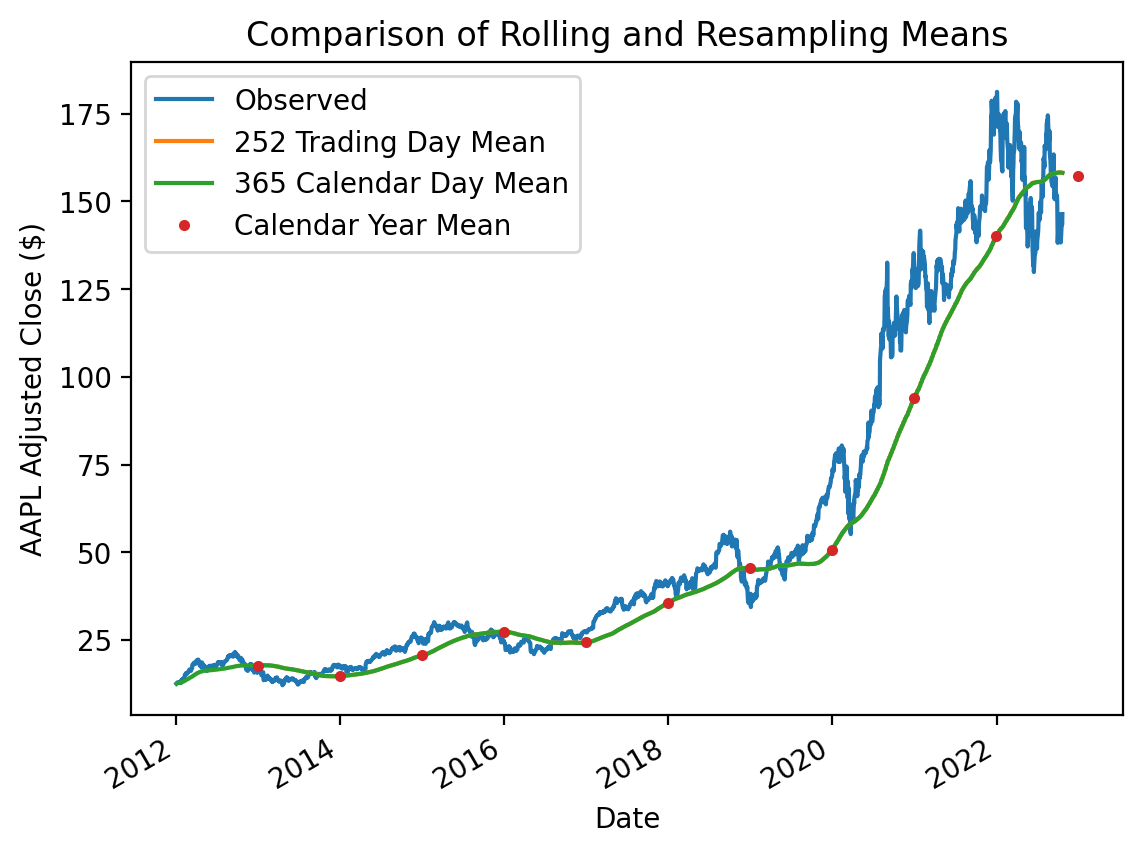 Comparison of Rolling and Resampling Means
Observed
252 Trading Day Mean
365 Calendar Day Mean
Calendar Year Mean
AAPL Adjusted Close ($)
175
150
125
100
75
50
25
2012
2014
2016
2018
2020
2022
Date